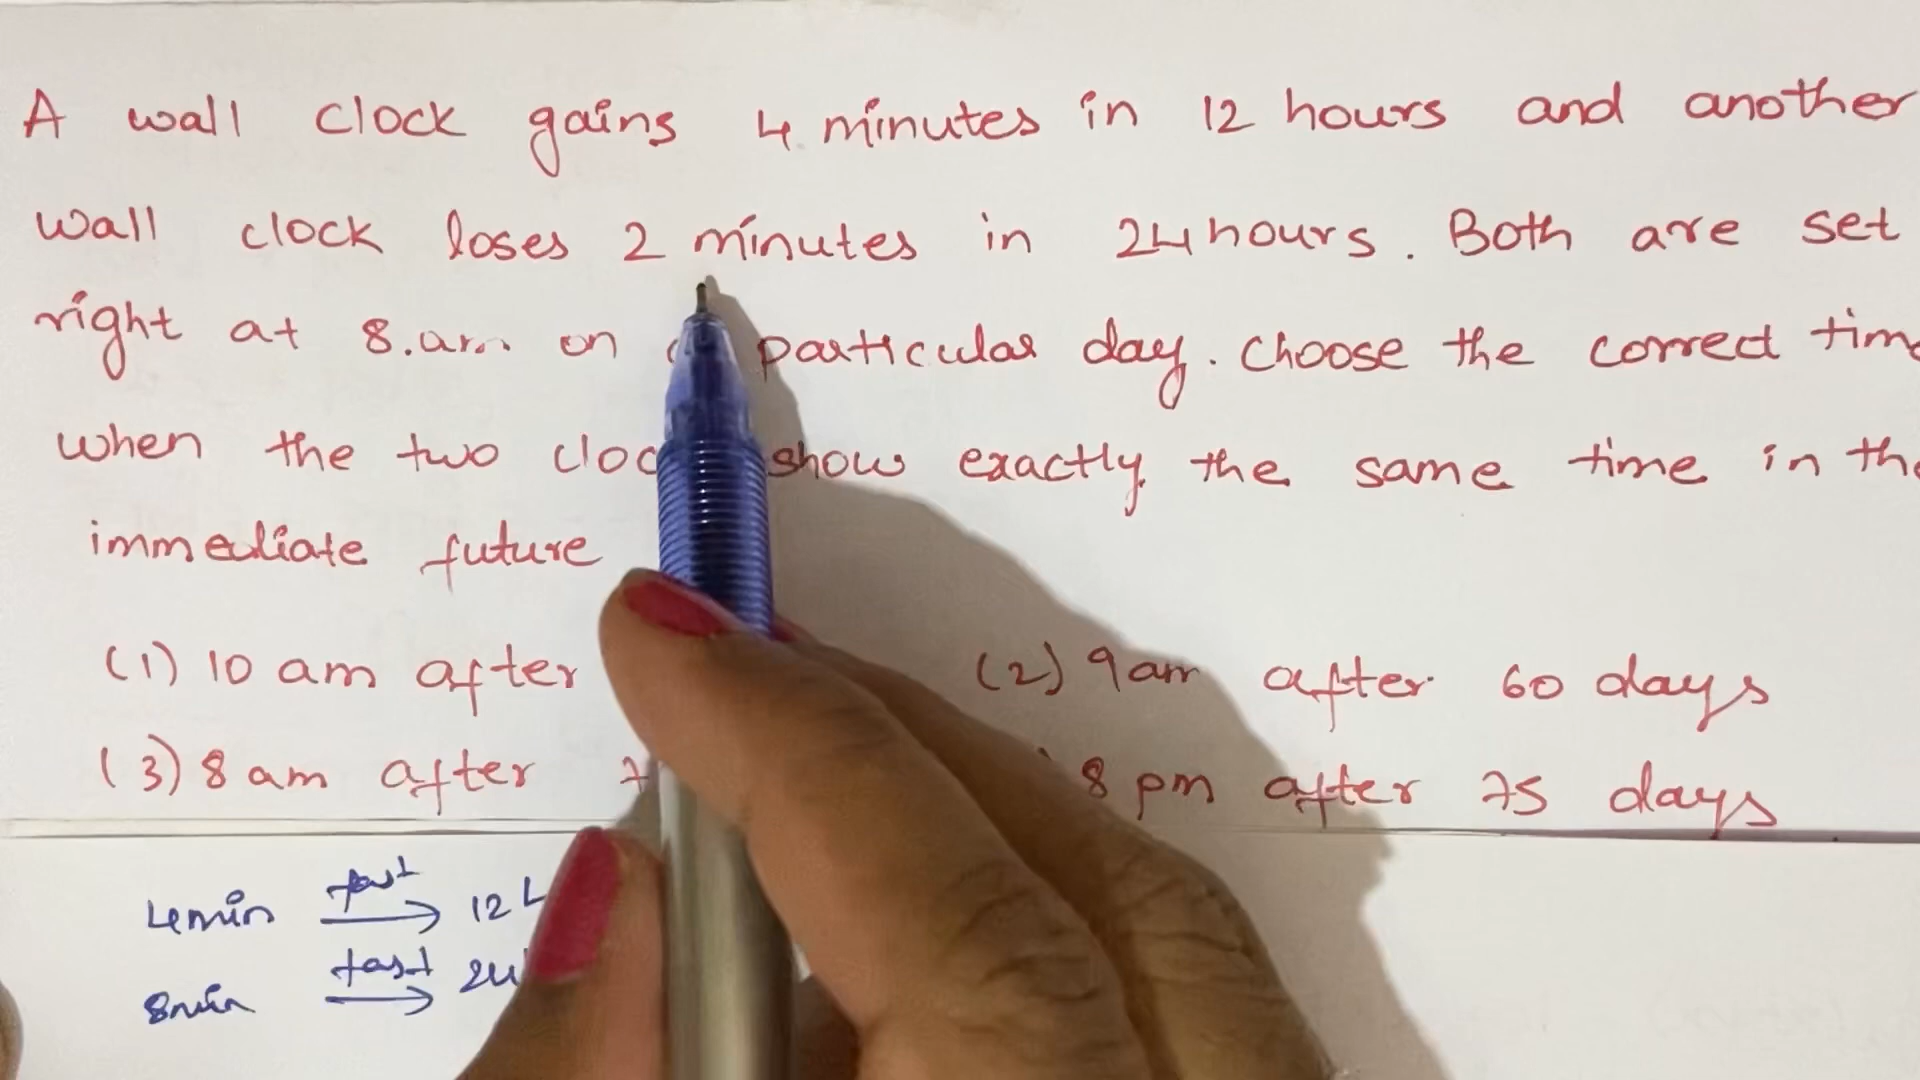 A wall clock gains 4 minutes in 12 hours and another
wall clock loses 2 minutes in 24 hours. Both are set
right at 8.am on particular day. Choose the correct
when the two show exactly the same time in
immediate future
(1) 10 am after
(2) 9am after 60 days
(3) 8 am after
8 pm after 75 days
4min fast → 12
8min fast → 24